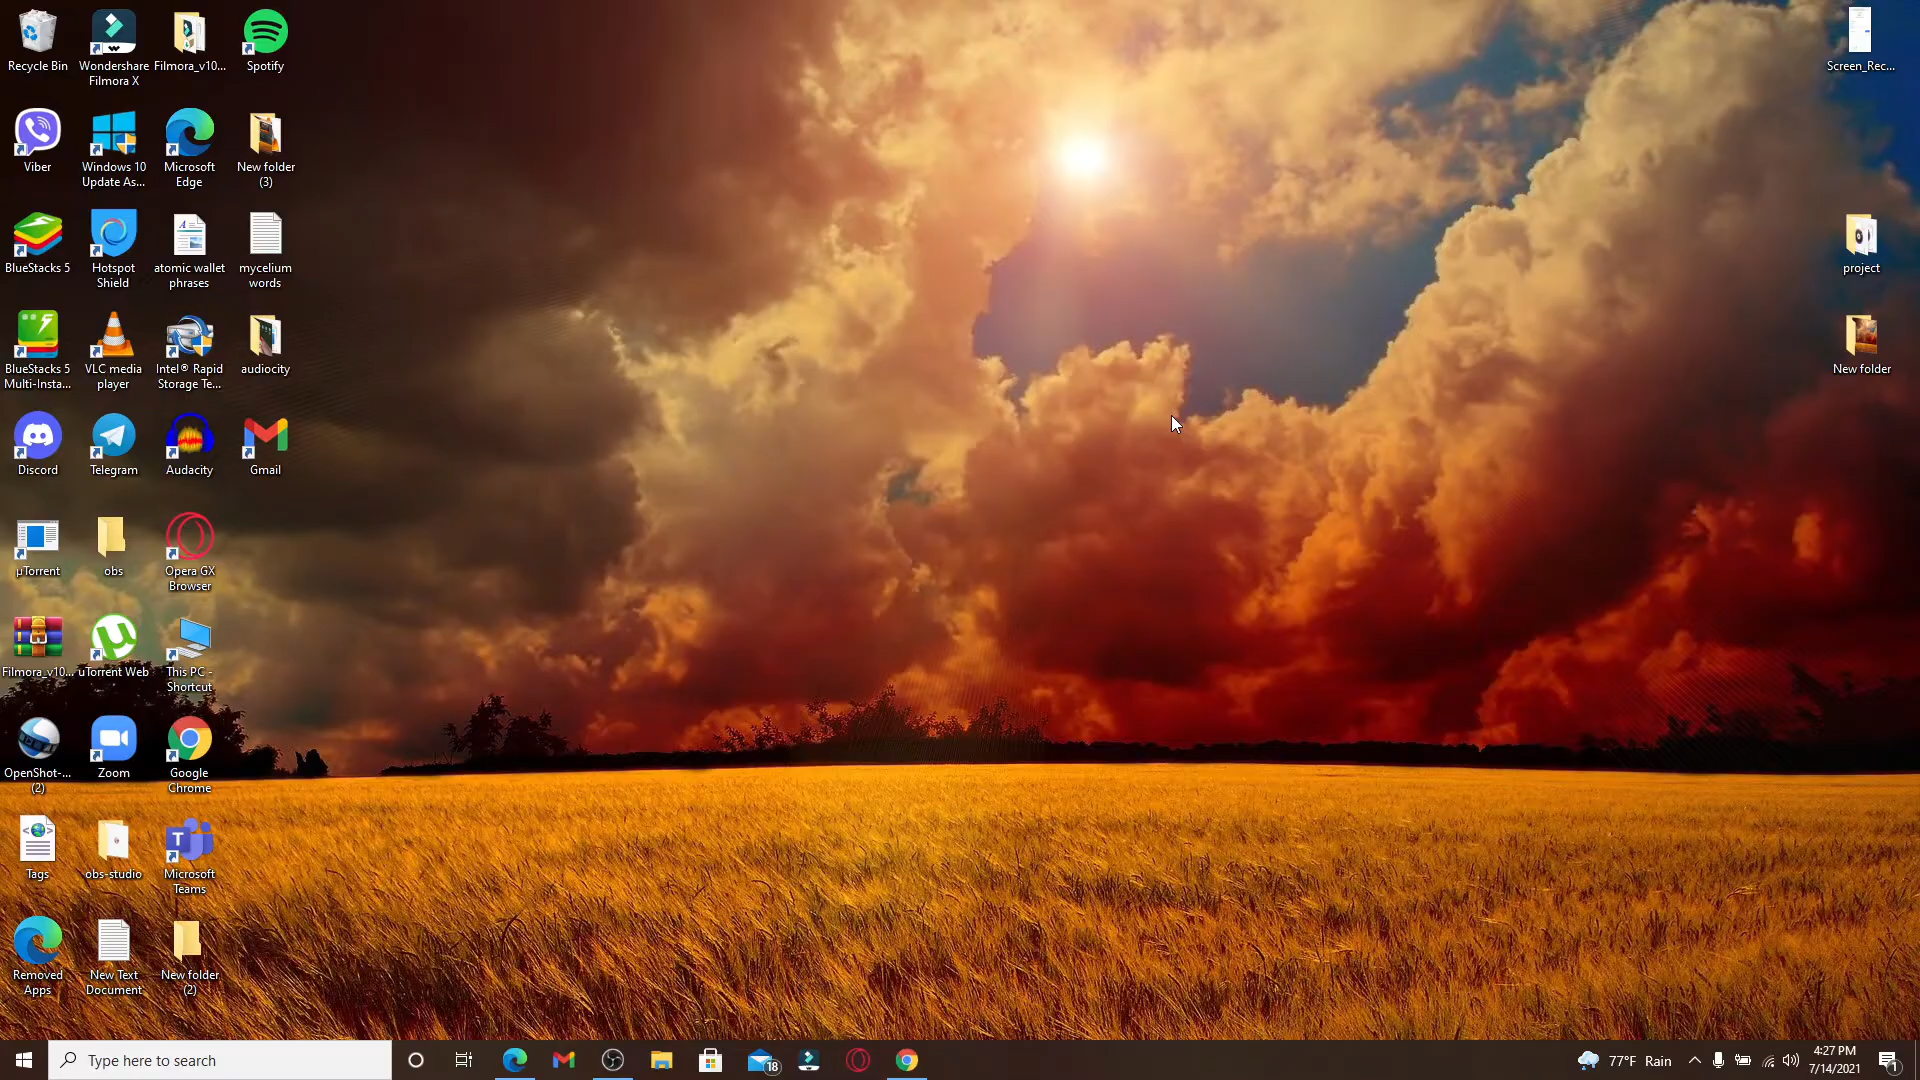 Recycle Bin
Wondershare
Filmora X
Filmora_v10...
Spotify
Screen_Rec...
Viber
Windows 10
Update As...
Microsoft
Edge
New folder
(3)
BlueStacks 5
Hotspot
Shield
atomic wallet
phrases
mycelium
words
project
BlueStacks 5
Multi-Insta...
VLC media
player
Intel® Rapid
Storage Te...
audiocity
New folder
Discord
Telegram
Audacity
Gmail
µTorrent
obs
Opera GX
Browser
Filmora_v10...
uTorrent Web
This PC -
Shortcut
OpenShot-...
(2)
Zoom
Google
Chrome
Tags
obs-studio
Microsoft
Teams
Removed
Apps
New Text
Document
New folder
(2)
Type here to search
18
77°F Rain
4:27 PM
7/14/2021
1